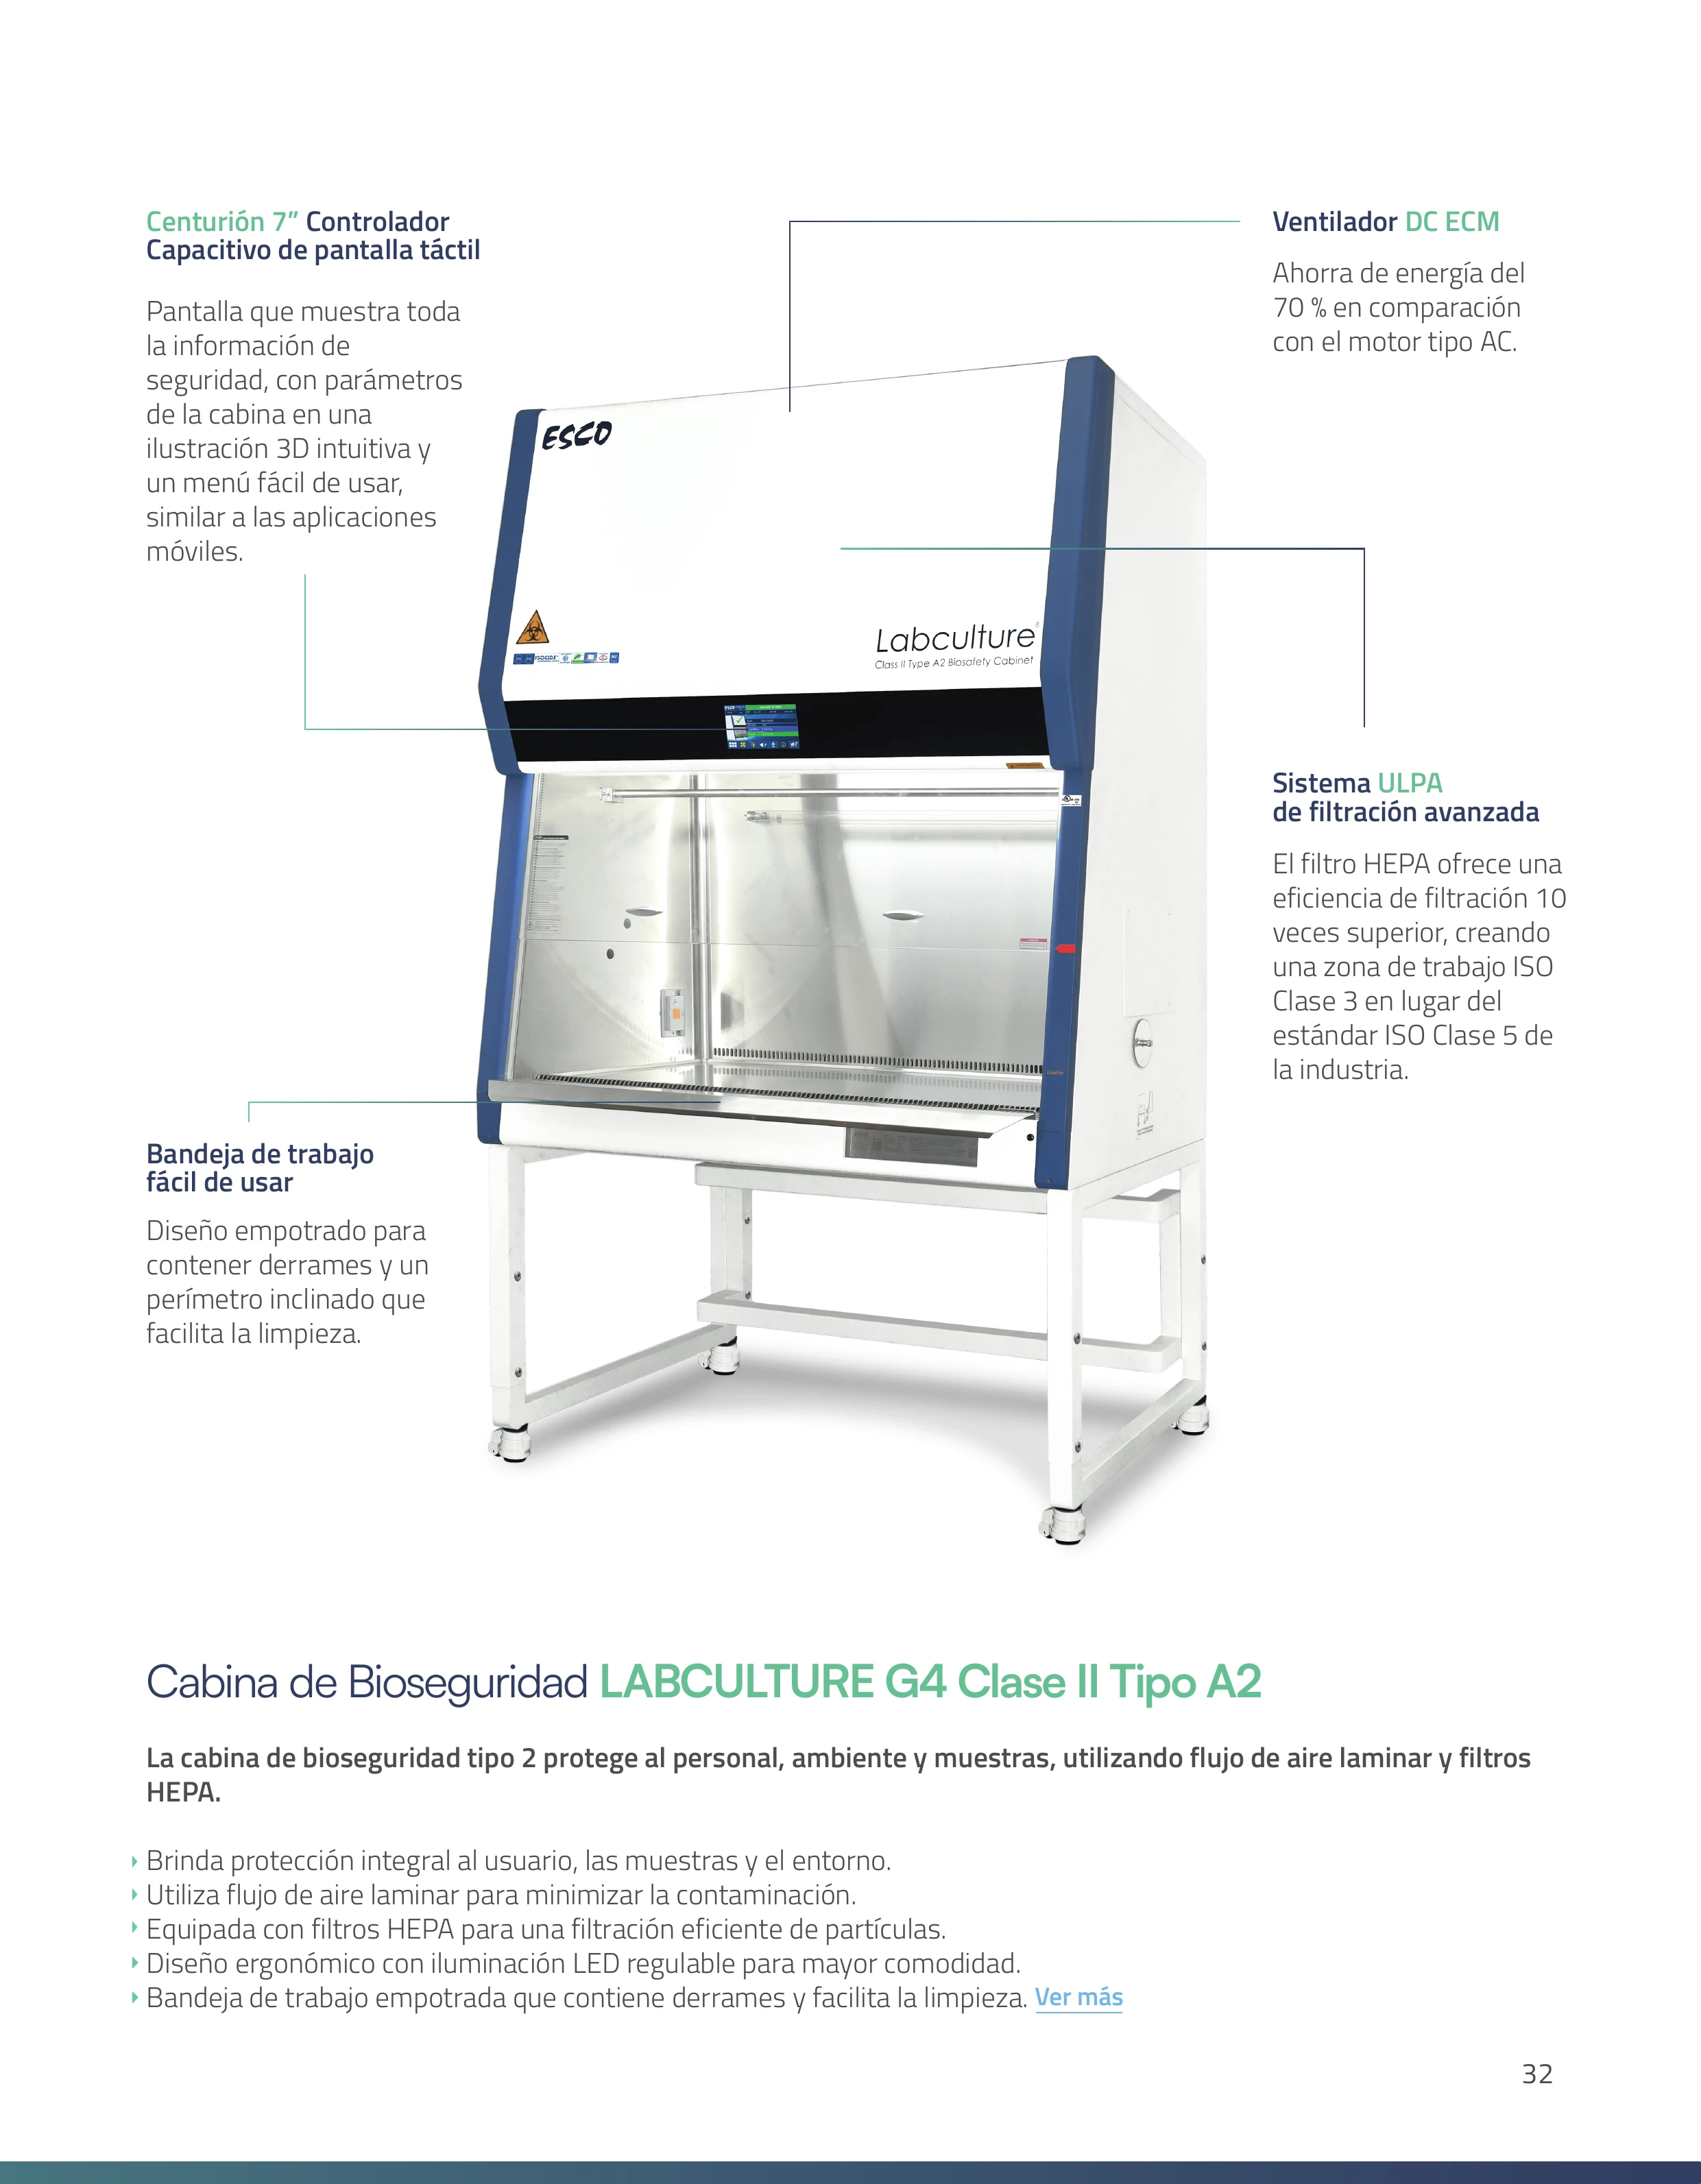 Centurión 7” Controlador
Capacitivo de pantalla táctil
Pantalla que muestra toda
la información de
seguridad, con parámetros
de la cabina en una
ilustración 3D intuitiva y
un menú fácil de usar,
similar a las aplicaciones
móviles.
Ventilador DC ECM
Ahorra de energía del
70 % en comparación
con el motor tipo AC.
ESCO
Labculture
Class II Type A2 Biosafety Cabinet
Sistema ULPA
de filtración avanzada
El filtro HEPA ofrece una
eficiencia de filtración 10
veces superior, creando
una zona de trabajo ISO
Clase 3 en lugar del
estándar ISO Clase 5 de
la industria.
Bandeja de trabajo
fácil de usar
Diseño empotrado para
contener derrames y un
perímetro inclinado que
facilita la limpieza.
Cabina de Bioseguridad LABCULTURE G4 Clase II Tipo A2
La cabina de bioseguridad tipo 2 protege al personal, ambiente y muestras, utilizando flujo de aire laminar y filtros
HEPA.
Brinda protección integral al usuario, las muestras y el entorno.
Utiliza flujo de aire laminar para minimizar la contaminación.
Equipada con filtros HEPA para una filtración eficiente de partículas.
Diseño ergonómico con iluminación LED regulable para mayor comodidad.
Bandeja de trabajo empotrada que contiene derrames y facilita la limpieza. Ver más
32